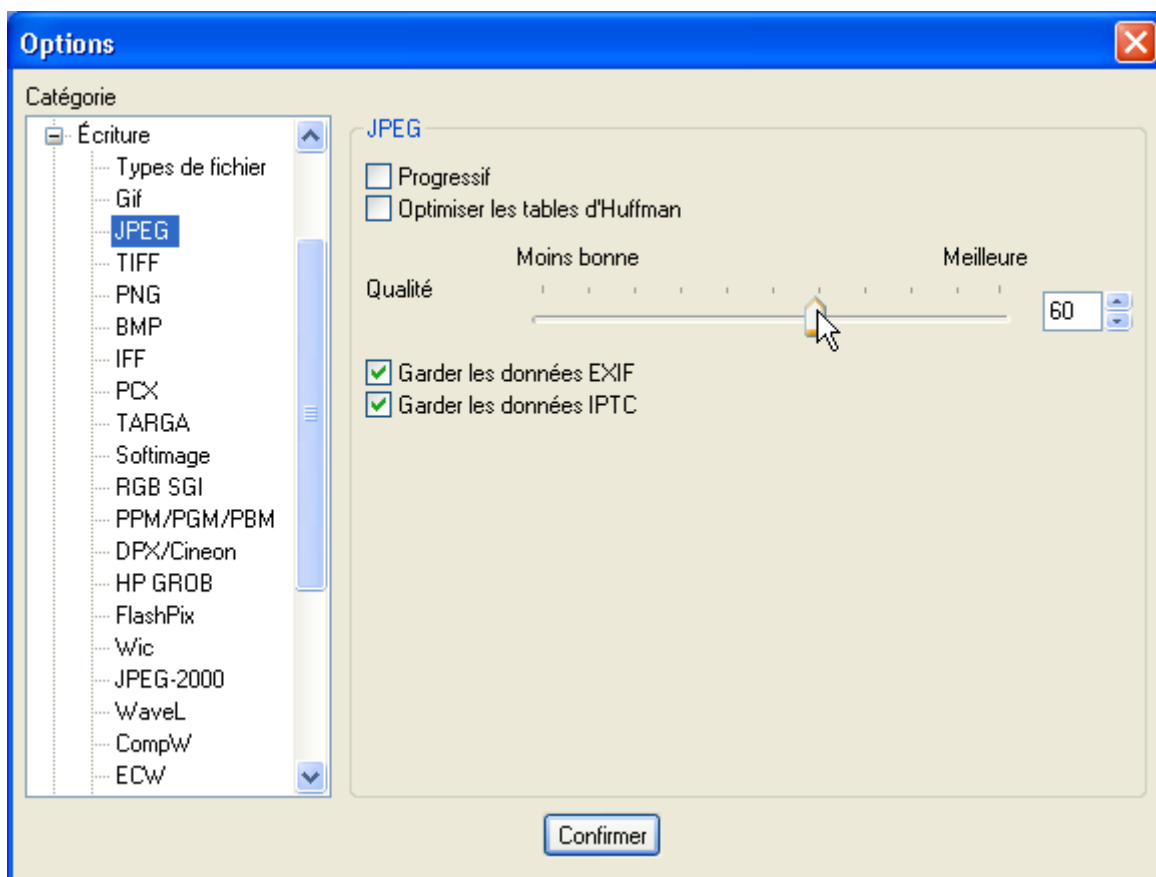 Options
Catégorie
Écriture
Types de fichier
Gif
JPEG
TIFF
PNG
BMP
IFF
PCX
TARGA
Softimage
RGB SGI
PPM/PGM/PBM
DPX/Cineon
HP GROB
FlashPix
Wic
JPEG-2000
WaveL
CompW
ECW
JPEG
Progressif
Optimiser les tables d'Huffman
Moins bonne Meilleure
Qualité 60
Garder les données EXIF
Garder les données IPTC
Confirmer